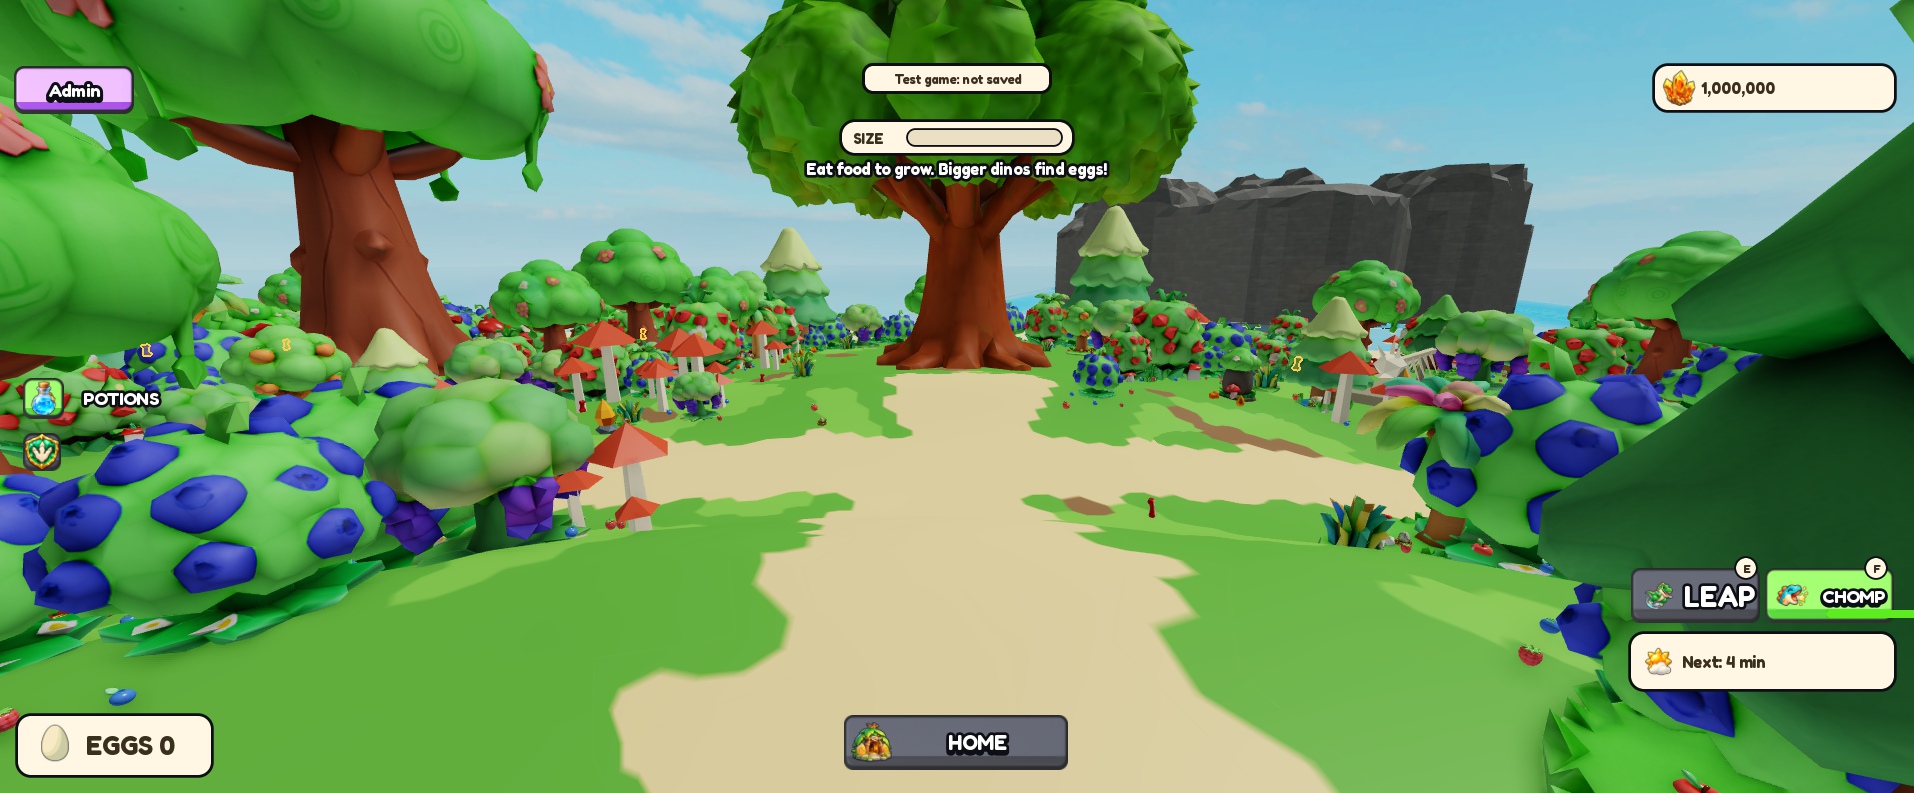 Admin
Test game: not saved
1,000,000
SIZE
Eat food to grow. Bigger dinos find eggs!
POTIONS
E
F
LEAP
CHOMP
Next: 4 min
EGGS 0
HOME